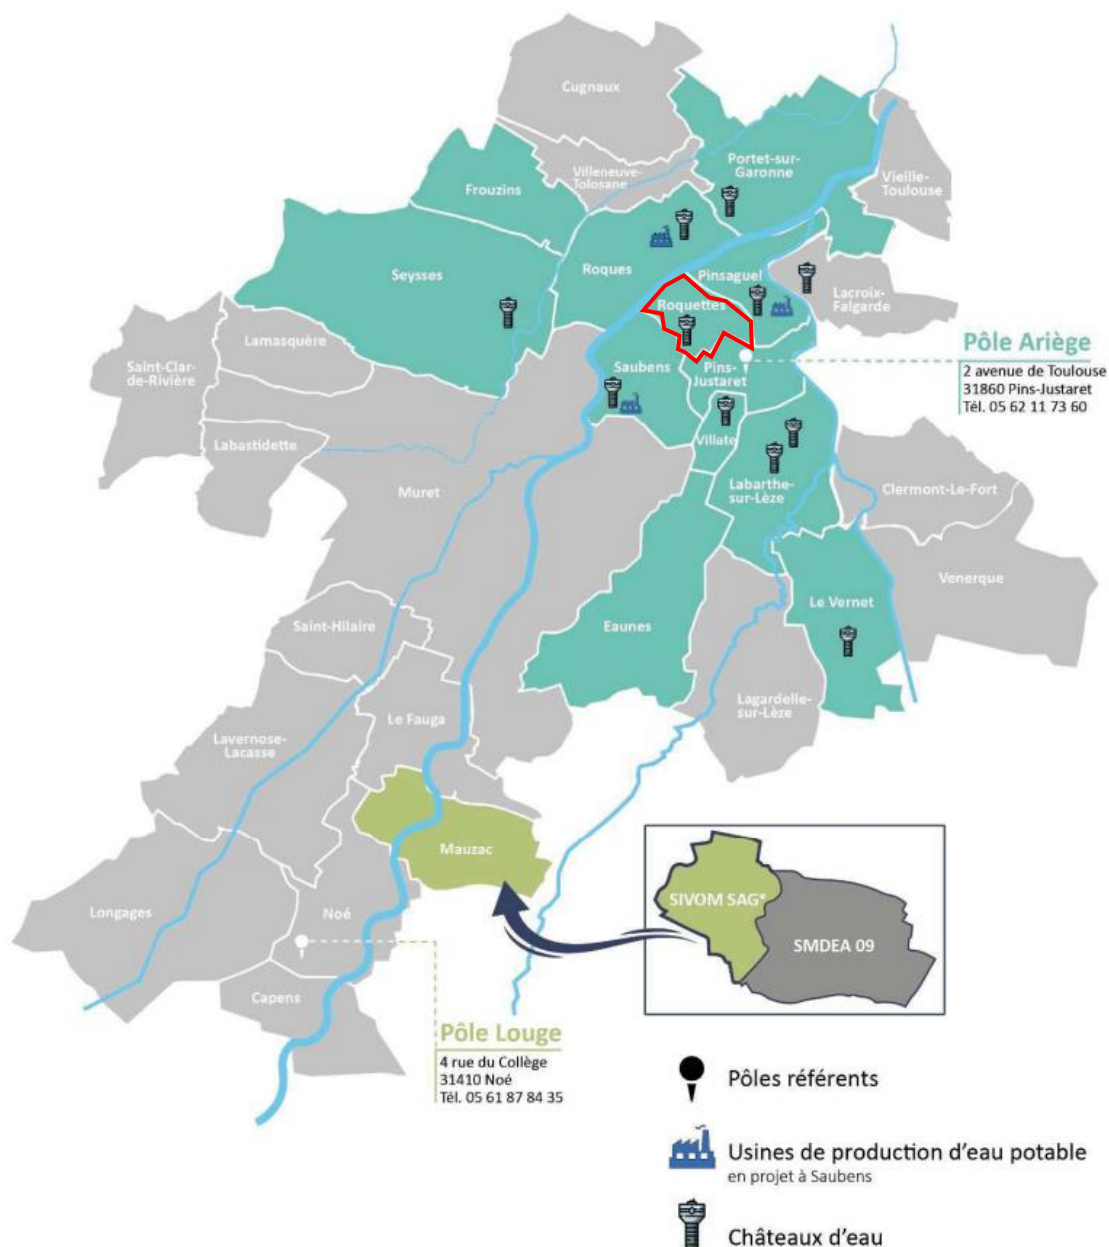 Cugnaux
Portet-sur-
Garonne
Villeneuve-
Tolosane
Vieille-
Toulouse
Frouzins
Seysses
Roques
Pinsaguel
Lacroix-
Falgarde
Roquettes
Pôle Ariège
2 avenue de Toulouse
31860 Pins-Justaret
Tél. 05 62 11 73 60
Lamasquère
Saint-Clar-
de-Rivière
Saubens
Pins-
Justaret
Labastidette
Villate
Muret
Labarthe-
sur-Lèze
Clermont-Le-Fort
Venerque
Le Vernet
Saint-Hilaire
Eaunes
Lagardelle-
sur-Lèze
Le Fauga
Lavernose-
Lacasse
Mauzac
SIVOM SAG*
SMDEA 09
Longages
Noé
Capens
Pôle Louge
4 rue du Collège
31410 Noé
Tél. 05 61 87 84 35
Pôles référents
Usines de production d'eau potable
en projet à Saubens
Châteaux d'eau